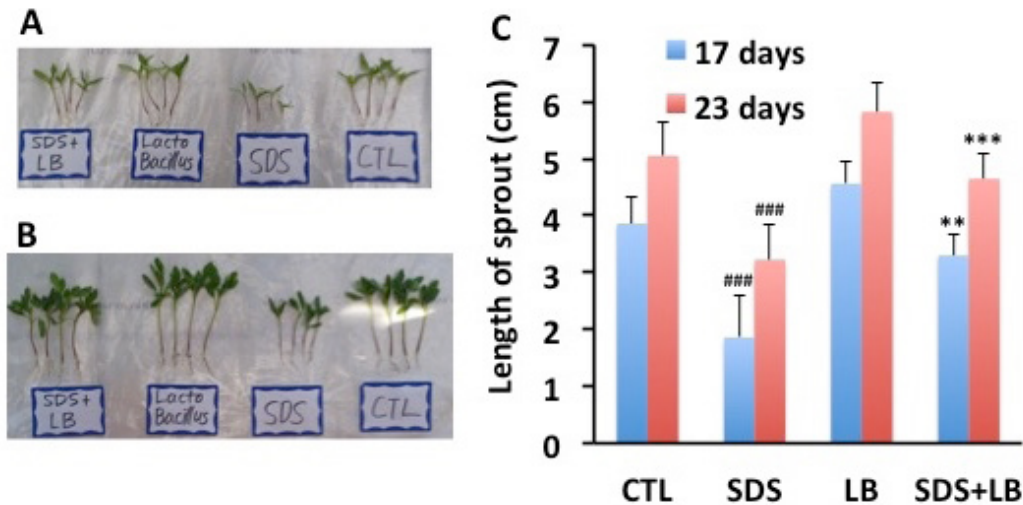 A
SDS+
LB
Lacto
Bacillus
SDS
CTL
B
SDS+
LB
Lacto
Bacillus
SDS
CTL
C
17 days
23 days
Length of sprout (cm)
7
6
5
4
3
2
1
0
###
###
**
***
CTL
SDS
LB
SDS+LB